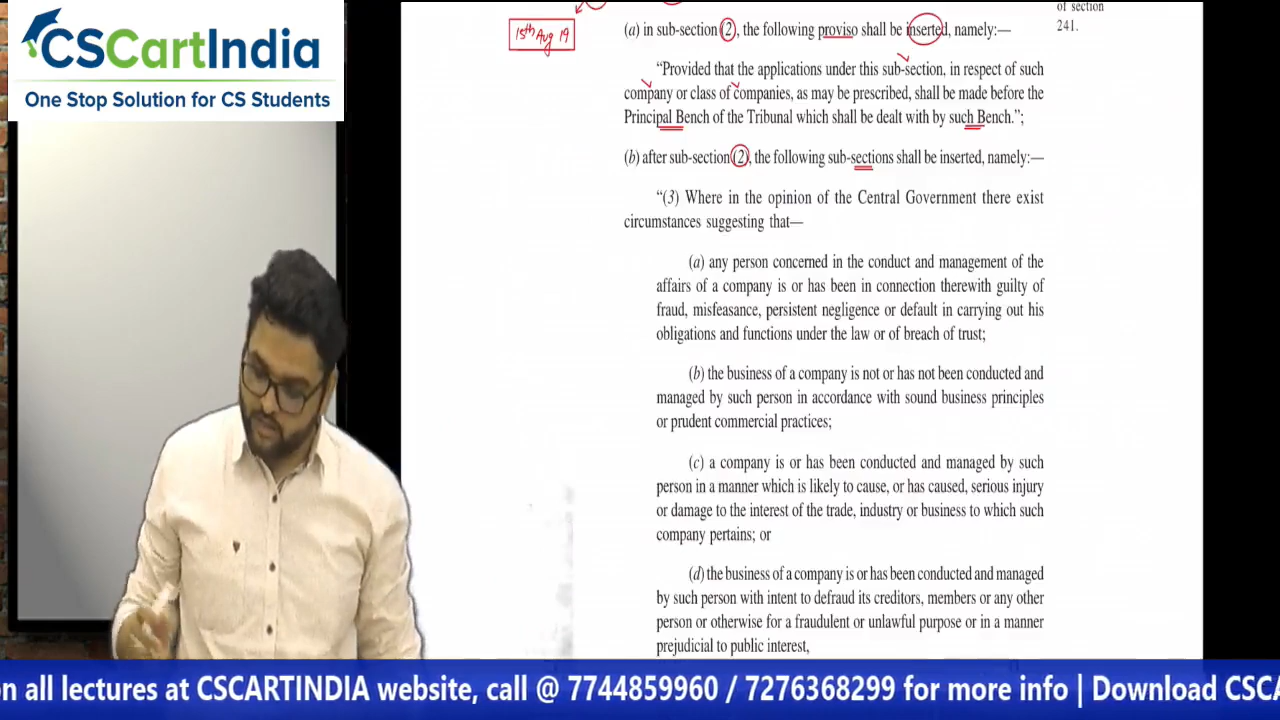 CSCartIndia
One Stop Solution for CS Students
15th Aug 19
of section
241.
(a) in sub-section (2), the following proviso shall be inserted, namely:—
“Provided that the applications under this sub-section, in respect of such
company or class of companies, as may be prescribed, shall be made before the
Principal Bench of the Tribunal which shall be dealt with by such Bench.”;
(b) after sub-section (2), the following sub-sections shall be inserted, namely:—
“(3) Where in the opinion of the Central Government there exist
circumstances suggesting that—
(a) any person concerned in the conduct and management of the
affairs of a company is or has been in connection therewith guilty of
fraud, misfeasance, persistent negligence or default in carrying out his
obligations and functions under the law or of breach of trust;
(b) the business of a company is not or has not been conducted and
managed by such person in accordance with sound business principles
or prudent commercial practices;
(c) a company is or has been conducted and managed by such
person in a manner which is likely to cause, or has caused, serious injury
or damage to the interest of the trade, industry or business to which such
company pertains; or
(d) the business of a company is or has been conducted and managed
by such person with intent to defraud its creditors, members or any other
person or otherwise for a fraudulent or unlawful purpose or in a manner
prejudicial to public interest,
on all lectures at CSCARTINDIA website, call @ 7744859960 / 7276368299 for more info | Download CSCA